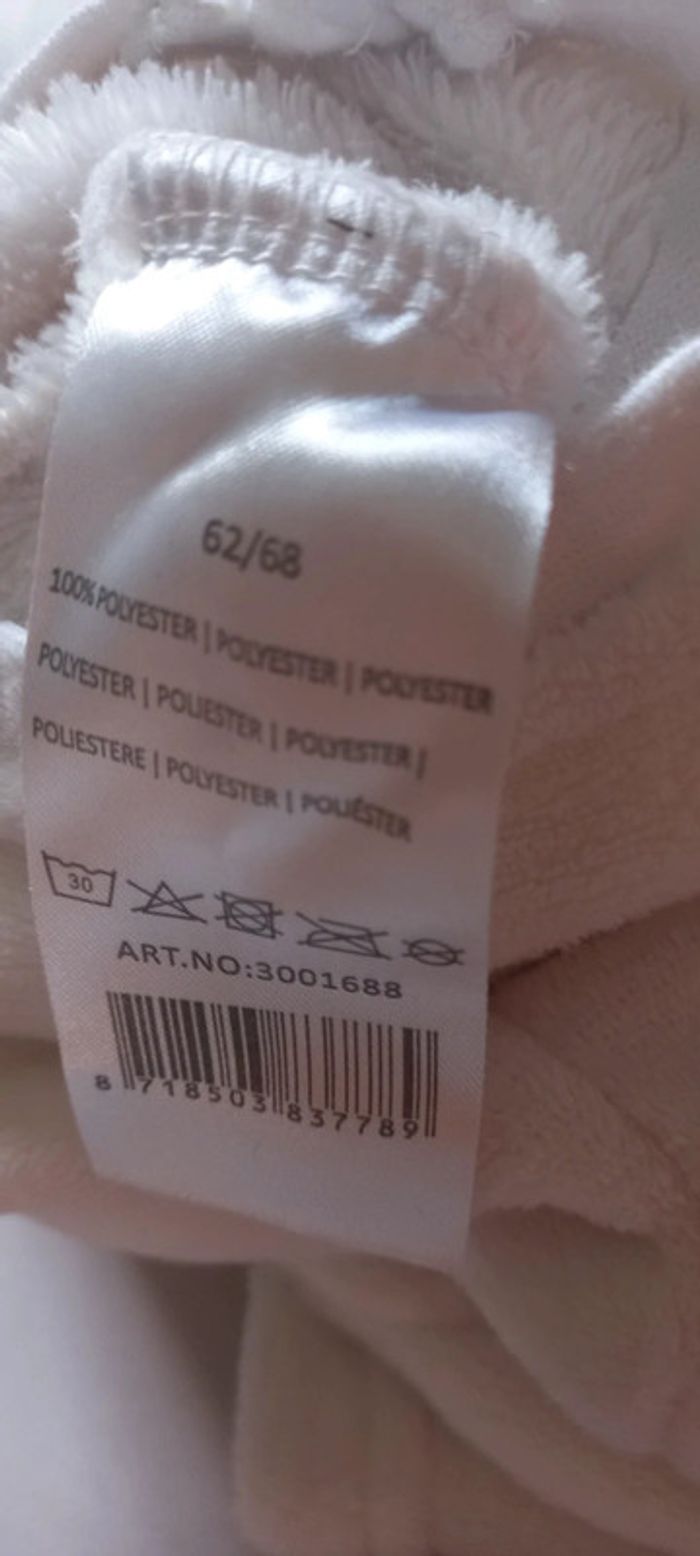 62/68
100% POLYESTER | POLYESTER | POLYESTER
POLYESTER | POLIESTER | POLYESTER |
POLIESTERE | POLYESTER | POLIÉSTER
30
ART.NO:3001688
8 718503 837789